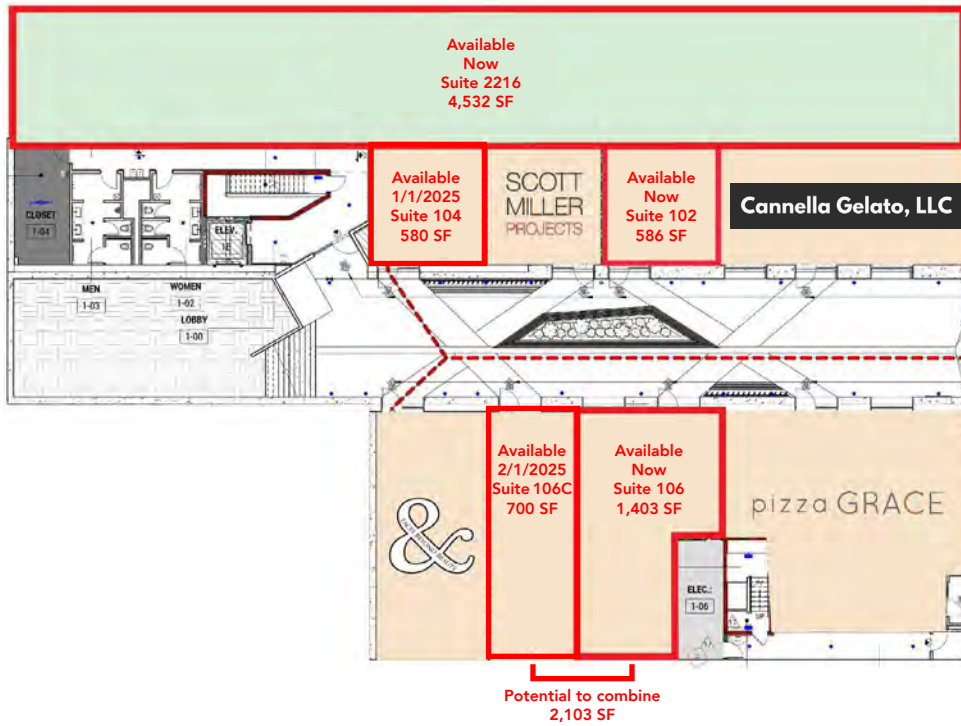 Available
Now
Suite 2216
4,532 SF
Available
1/1/2025
Suite 104
580 SF
SCOTT
MILLER
PROJECTS
Available
Now
Suite 102
586 SF
Cannella Gelato, LLC
CLOSET
1-04
ELEV.
1E
MEN
1-03
WOMEN
1-02
LOBBY
1-00
&
Available
2/1/2025
Suite 106C
700 SF
Available
Now
Suite 106
1,403 SF
pizza GRACE
ELEC.:
1-06
UP
Potential to combine
2,103 SF